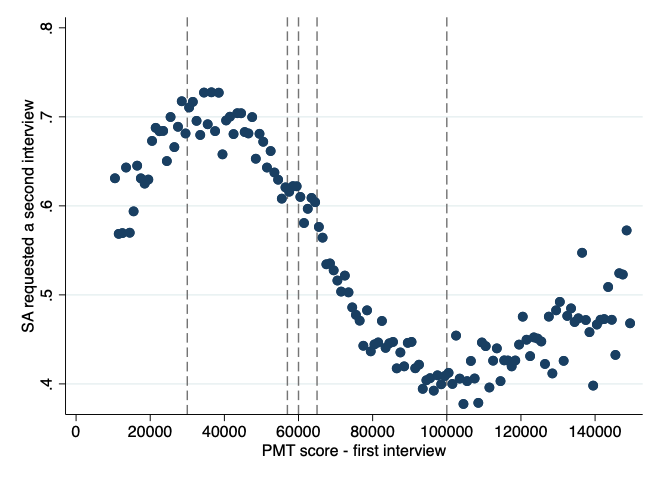 SA requested a second interview
.8
.7
.6
.5
.4
0 20000 40000 60000 80000 100000 120000 140000
PMT score - first interview